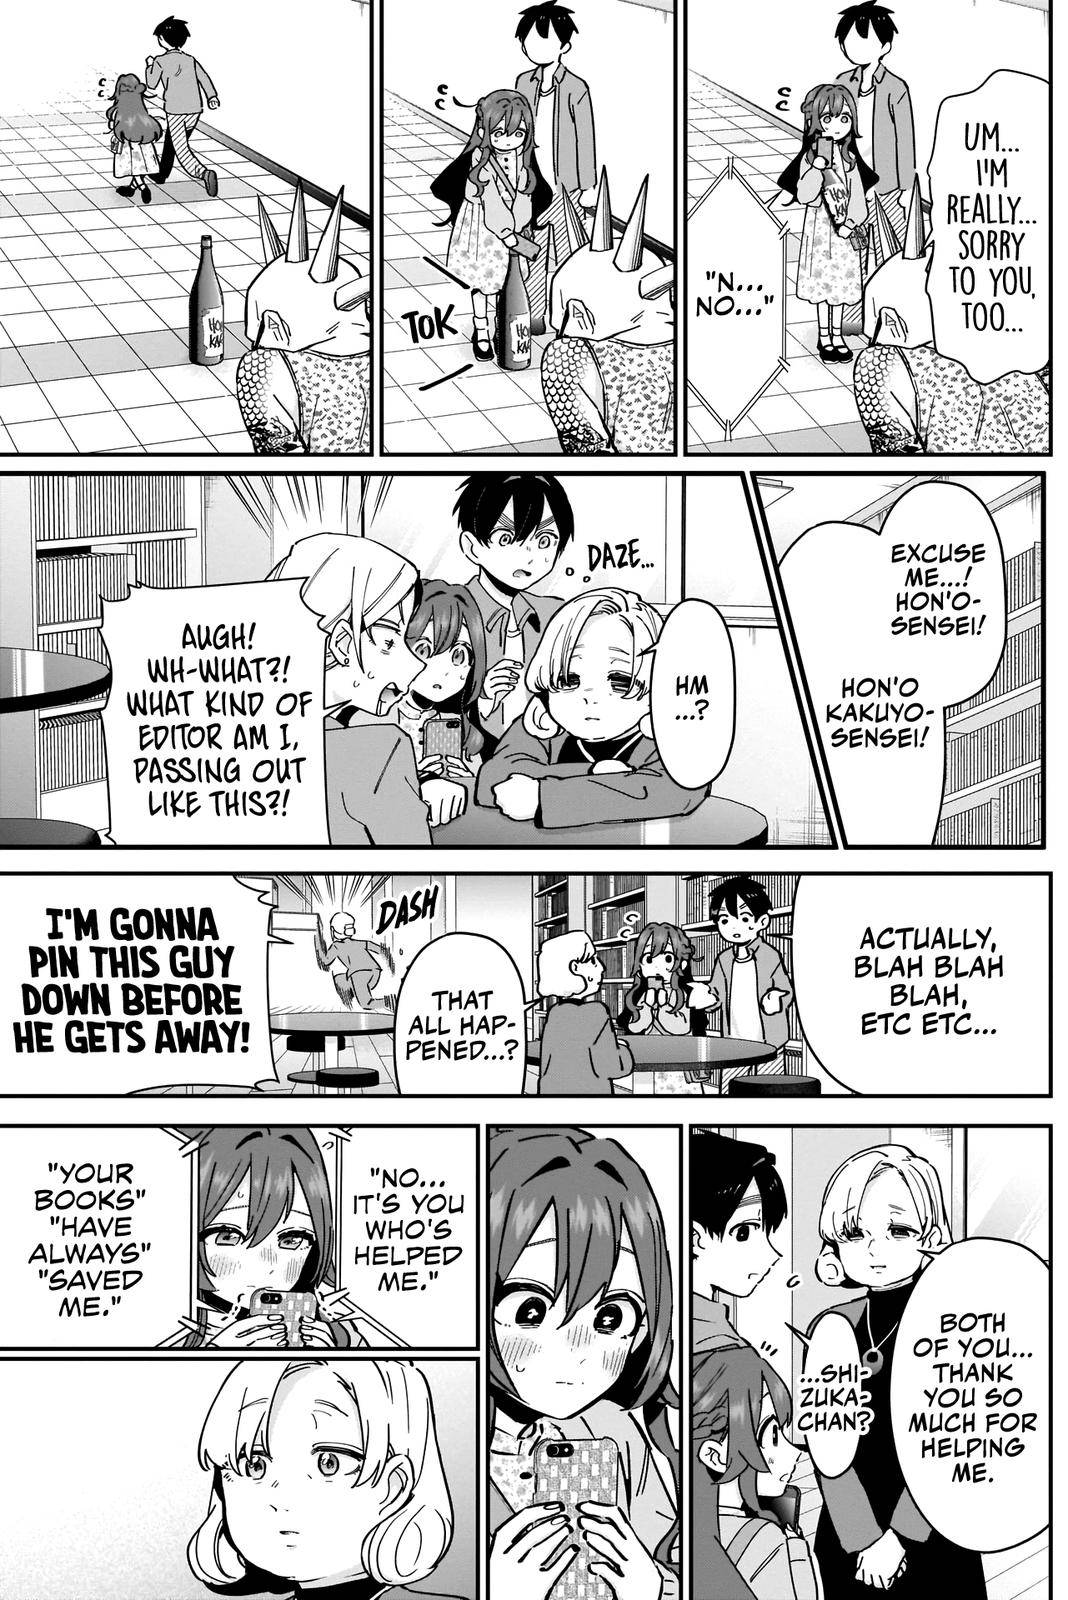 UM...
I'M
REALLY...
SORRY
TO YOU,
TOO...
"N...
NO..."
TOK
EXCUSE
ME...!
HON'O-
SENSEI!
HON'O
KAKUYO-
SENSEI!
HM
...?
DAZE...
AUGH!
WH-WHAT?!
WHAT KIND OF
EDITOR AM I,
PASSING OUT
LIKE THIS?!
ACTUALLY,
BLAH BLAH
BLAH,
ETC ETC...
THAT
ALL HAP-
PENED...?
DASH
I'M GONNA
PIN THIS GUY
DOWN BEFORE
HE GETS AWAY!
BOTH
OF YOU...
THANK
YOU SO
MUCH FOR
HELPING
ME.
...SHI-
ZUKA-
CHAN?
"NO...
IT'S YOU
WHO'S
HELPED
ME."
"YOUR
BOOKS"
"HAVE
ALWAYS"
"SAVED
ME."